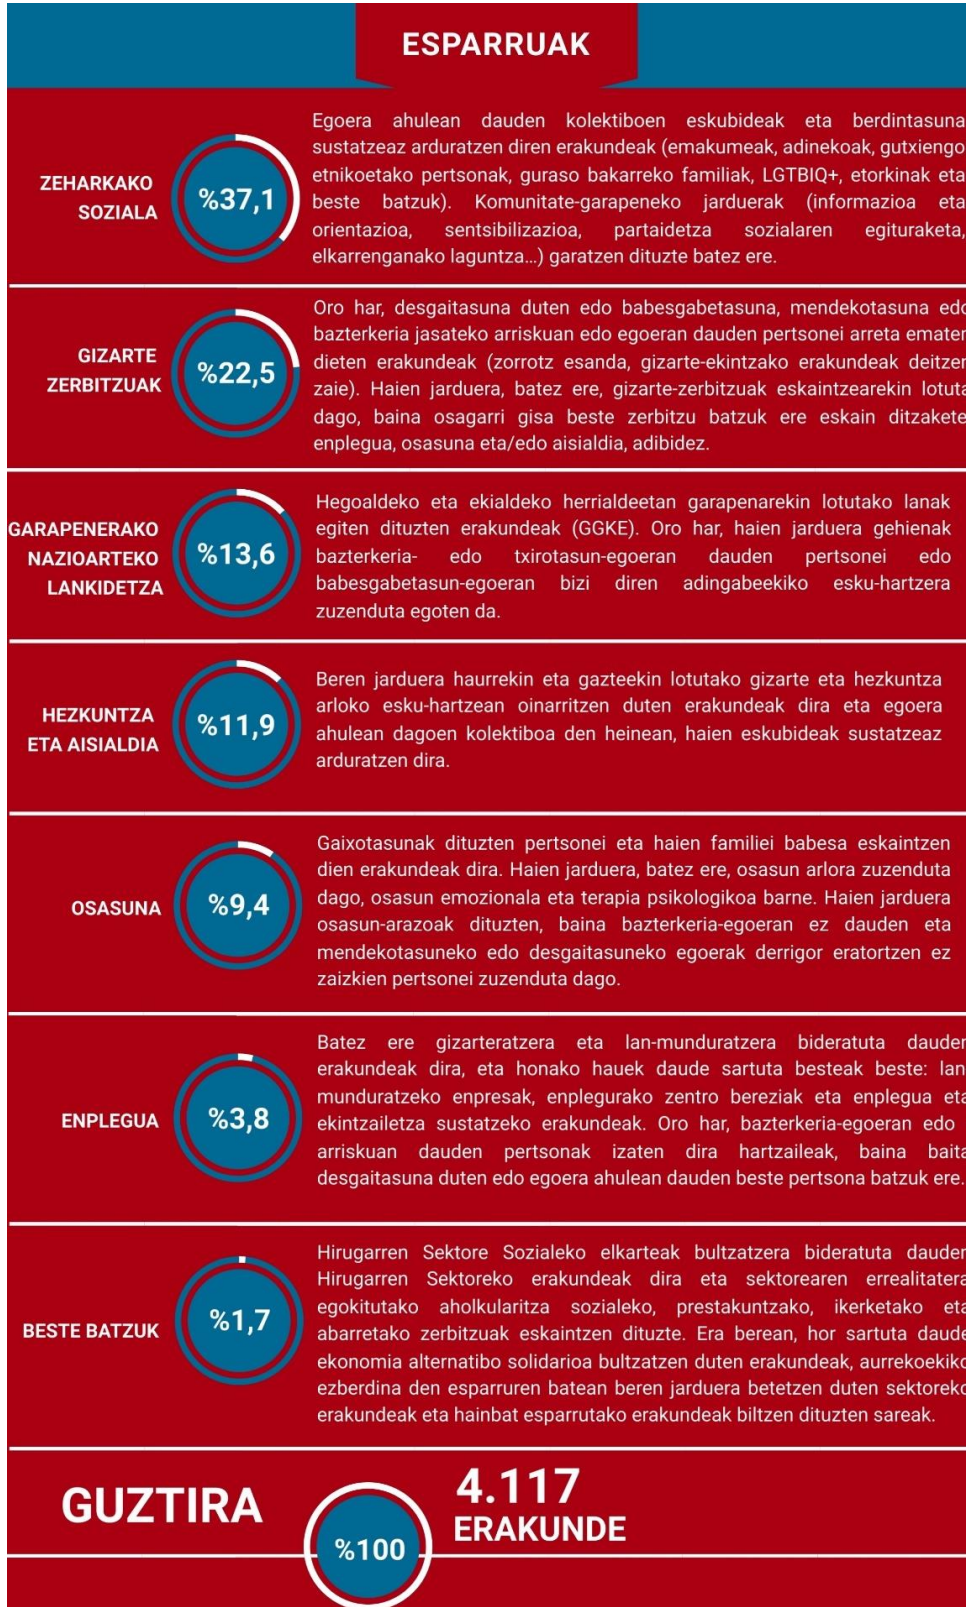 ESPARRUAK
ZEHARKAKO
SOZIALA
%37,1
Egoera ahulean dauden kolektiboen eskubideak eta berdintasuna
sustatzeaz arduratzen diren erakundeak (emakumeak, adinekoak, gutxiengo
etnikoetako pertsonak, guraso bakarreko familiak, LGTBIQ+, etorkinak eta
beste batzuk). Komunitate-garapeneko jarduerak (informazioa eta
orientazioa, sentsibilizazioa, partaidetza sozialaren egituraketa,
elkarrenganako laguntza...) garatzen dituzte batez ere.
GIZARTE
ZERBITZUAK
%22,5
Oro har, desgaitasuna duten edo babesgabetasuna, mendekotasuna edo
bazterkeria jasateko arriskuan edo egoeran dauden pertsonei arreta ematen
dieten erakundeak (zorrotz esanda, gizarte-ekintzako erakundeak deitzen
zaie). Haien jarduera, batez ere, gizarte-zerbitzuak eskaintzearekin lotuta
dago, baina osagarri gisa beste zerbitzu batzuk ere eskain ditzakete
enplegua, osasuna eta/edo aisialdia, adibidez.
GARAPENERAKO
NAZIOARTEKO
LANKIDETZA
%13,6
Hegoaldeko eta ekialdeko herrialdeetan garapenarekin lotutako lanak
egiten dituzten erakundeak (GGKE). Oro har, haien jarduera gehienak
bazterkeria- edo txirotasun-egoeran dauden pertsonei edo
babesgabetasun-egoeran bizi diren adingabeekiko esku-hartzera
zuzenduta egoten da.
HEZKUNTZA
ETA AISIALDIA
%11,9
Beren jarduera haurrekin eta gazteekin lotutako gizarte eta hezkuntza
arloko esku-hartzean oinarritzen duten erakundeak dira eta egoera
ahulean dagoen kolektiboa den heinean, haien eskubideak sustatzeaz
arduratzen dira.
OSASUNA
%9,4
Gaixotasunak dituzten pertsonei eta haien familiei babesa eskaintzen
dien erakundeak dira. Haien jarduera, batez ere, osasun arlora zuzenduta
dago, osasun emozionala eta terapia psikologikoa barne. Haien jarduera
osasun-arazoak dituzten, baina bazterkeria-egoeran ez dauden eta
mendekotasuneko edo desgaitasuneko egoerak derrigor eratortzen ez
zaizkien pertsonei zuzenduta dago.
ENPLEGUA
%3,8
Batez ere gizarteratzera eta lan-munduratzera bideratuta dauden
erakundeak dira, eta honako hauek daude sartuta besteak beste: lan
munduratzeko enpresak, enplegurako zentro bereziak eta enplegua eta
ekintzailetza sustatzeko erakundeak. Oro har, bazterkeria-egoeran edo
arriskuan dauden pertsonak izaten dira hartzaileak, baina baita
desgaitasuna duten edo egoera ahulean dauden beste pertsona batzuk ere.
BESTE BATZUK
%1,7
Hirugarren Sektore Sozialeko elkarteak bultzatzera bideratuta dauden
Hirugarren Sektoreko erakundeak dira eta sektorearen errealitatera
egokitutako aholkularitza sozialeko, prestakuntzako, ikerketako eta
abarretako zerbitzuak eskaintzen dituzte. Era berean, hor sartuta daude
ekonomia alternatibo solidarioa bultzatzen duten erakundeak, aurrekoekiko
ezberdina den esparruren batean beren jarduera betetzen duten sektoreko
erakundeak eta hainbat esparrutako erakundeak biltzen dituzten sareak.
GUZTIRA
%100
4.117
ERAKUNDE